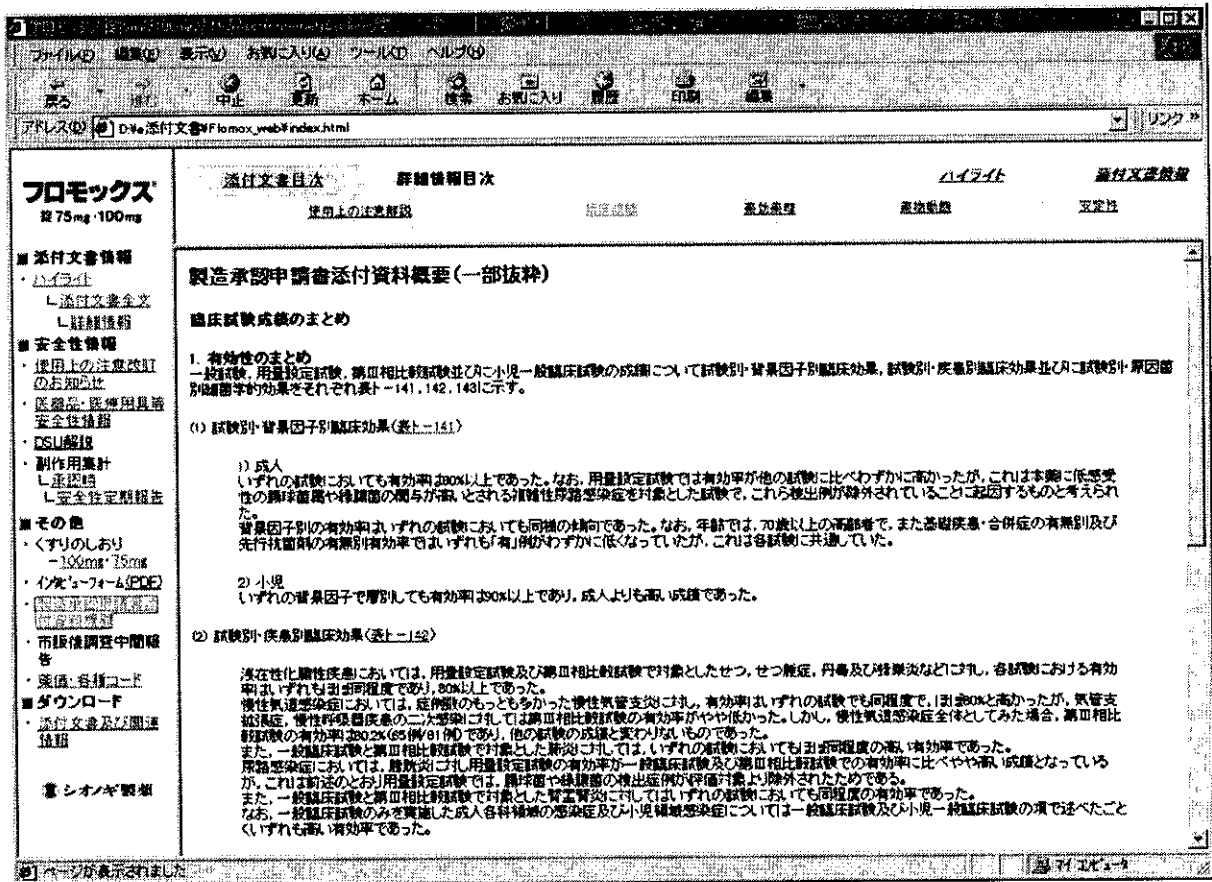 ファイル(F) 編集(E) 表示(V) お気に入り(A) ツール(T) ヘルプ(H)
戻る 進む 中止 更新 ホーム 検索 お気に入り 履歴 印刷 編集
アドレス(D) D:¥e添付文書¥Flomox_web¥index.html リンク »
フロモックス
錠75mg・100mg
■ 添付文書情報
・ハイライト
└添付文書全文
└詳細情報
■ 安全性情報
・使用上の注意改訂
のお知らせ
・医薬品・医療用具等
安全性情報
・DSU解説
・副作用集計
└承認時
└安全性定期報告
■ その他
・くすりのしおり
-100mg・75mg
・インタビューフォーム(PDF)
・製造承認申請書添
付資料概要
・市販後調査中間報
告
・薬価・各種コード
■ ダウンロード
・添付文書及び関連
情報
シオノギ製薬
添付文書目次 詳細情報目次 ハイライト 添付文書情報
使用上の注意解説 臨床成績 薬効薬理 薬物動態 安定性
製造承認申請書添付資料概要(一部抜粋)
臨床試験成績のまとめ
1. 有効性のまとめ
一般試験，用量設定試験，第Ⅲ相比較試験並びに小児一般臨床試験の成績について試験別・背景因子別臨床効果，試験別・疾患別臨床効果並びに試験別・原因菌
別細菌学的効果をそれぞれ表ト-141，142，143に示す。
(1) 試験別・背景因子別臨床効果(表ト-141)
1) 成人
いずれの試験においても有効率は80%以上であった。なお，用量設定試験では有効率が他の試験に比べわずかに高かったが，これは本薬に低感受
性の腸球菌属や緑膿菌の関与が高いとされる複雑性尿路感染症を対象とした試験で，これら検出例が除外されていることに起因するものと考えられ
た。
背景因子別の有効率はいずれの試験においても同様の傾向であった。なお，年齢では，70歳以上の高齢者で，また基礎疾患・合併症の有無別及び
先行抗菌剤の有無別有効率ではいずれも「有」例がわずかに低くなっていたが，これは各試験に共通していた。
2) 小児
いずれの背景因子で層別しても有効率は90%以上であり，成人よりも高い成績であった。
(2) 試験別・疾患別臨床効果(表ト-142)
浅在性化膿性疾患においては，用量設定試験及び第Ⅲ相比較試験で対象としたせつ，せつ腫症，丹毒及び蜂巣炎などに対し，各試験における有効
率はいずれもほぼ同程度であり，80%以上であった。
慢性気道感染症においては，症例数のもっとも多かった慢性気管支炎に対し，有効率はいずれの試験でも同程度で，ほぼ80%と高かったが，気管支
拡張症，慢性呼吸器疾患の二次感染に対しては第Ⅲ相比較試験の有効率がやや低かった。しかし，慢性気道感染症全体としてみた場合，第Ⅲ相比
較試験の有効率は80.2%(65例/81例)であり，他の試験の成績と変わりないものであった。
また，一般臨床試験と第Ⅲ相比較試験で対象とした肺炎に対しては，いずれの試験においてもほぼ同程度の高い有効率であった。
尿路感染症においては，膀胱炎に対し用量設定試験の有効率が一般臨床試験及び第Ⅲ相比較試験での有効率に比べやや高い成績となっている
が，これは前述のとおり用量設定試験では，腸球菌や緑膿菌の検出症例が評価対象より除外されたためである。
また，一般臨床試験と第Ⅲ相比較試験で対象とした腎盂腎炎に対してはいずれの試験においても同程度の有効率であった。
なお，一般臨床試験のみを実施した成人各科領域の感染症及び小児領域感染症については一般臨床試験及び小児一般臨床試験の項で述べたごと
くいずれも高い有効率であった。
ページが表示されました マイ コンピュータ